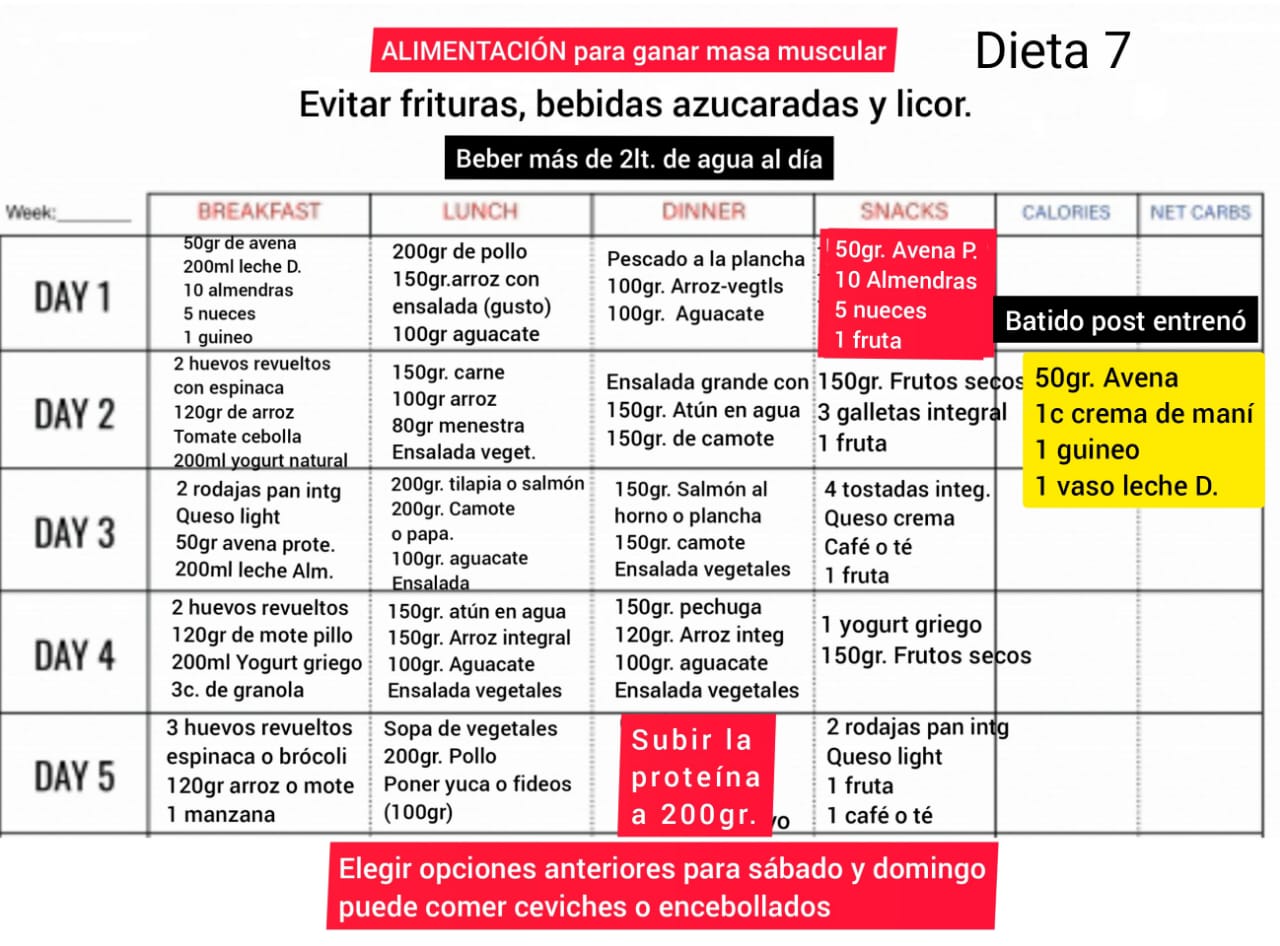 ALIMENTACIÓN para ganar masa muscular
Dieta 7
Evitar frituras, bebidas azucaradas y licor.
Beber más de 2lt. de agua al día
Week:_______
BREAKFAST
LUNCH
DINNER
SNACKS
CALORIES
NET CARBS
DAY 1
50gr de avena
200ml leche D.
10 almendras
5 nueces
1 guineo
200gr de pollo
150gr.arroz con
ensalada (gusto)
100gr aguacate
Pescado a la plancha
100gr. Arroz-vegtls
100gr. Aguacate
50gr. Avena P.
10 Almendras
5 nueces
1 fruta
Batido post entrenó
50gr. Avena
1c crema de maní
1 guineo
1 vaso leche D.
DAY 2
2 huevos revueltos
con espinaca
120gr de arroz
Tomate cebolla
200ml yogurt natural
150gr. carne
100gr arroz
80gr menestra
Ensalada veget.
Ensalada grande con
150gr. Atún en agua
150gr. de camote
150gr. Frutos secos
3 galletas integral
1 fruta
DAY 3
2 rodajas pan intg
Queso light
50gr avena prote.
200ml leche Alm.
200gr. tilapia o salmón
200gr. Camote
o papa.
100gr. aguacate
Ensalada
150gr. Salmón al
horno o plancha
150gr. camote
Ensalada vegetales
4 tostadas integ.
Queso crema
Café o té
1 fruta
DAY 4
2 huevos revueltos
120gr de mote pillo
200ml Yogurt griego
3c. de granola
150gr. atún en agua
150gr. Arroz integral
100gr. Aguacate
Ensalada vegetales
150gr. pechuga
120gr. Arroz integ
100gr. aguacate
Ensalada vegetales
1 yogurt griego
150gr. Frutos secos
DAY 5
3 huevos revueltos
espinaca o brócoli
120gr arroz o mote
1 manzana
Sopa de vegetales
200gr. Pollo
Poner yuca o fideos
(100gr)
Subir la
proteína
a 200gr.
2 rodajas pan intg
Queso light
1 fruta
1 café o té
Elegir opciones anteriores para sábado y domingo
puede comer ceviches o encebollados